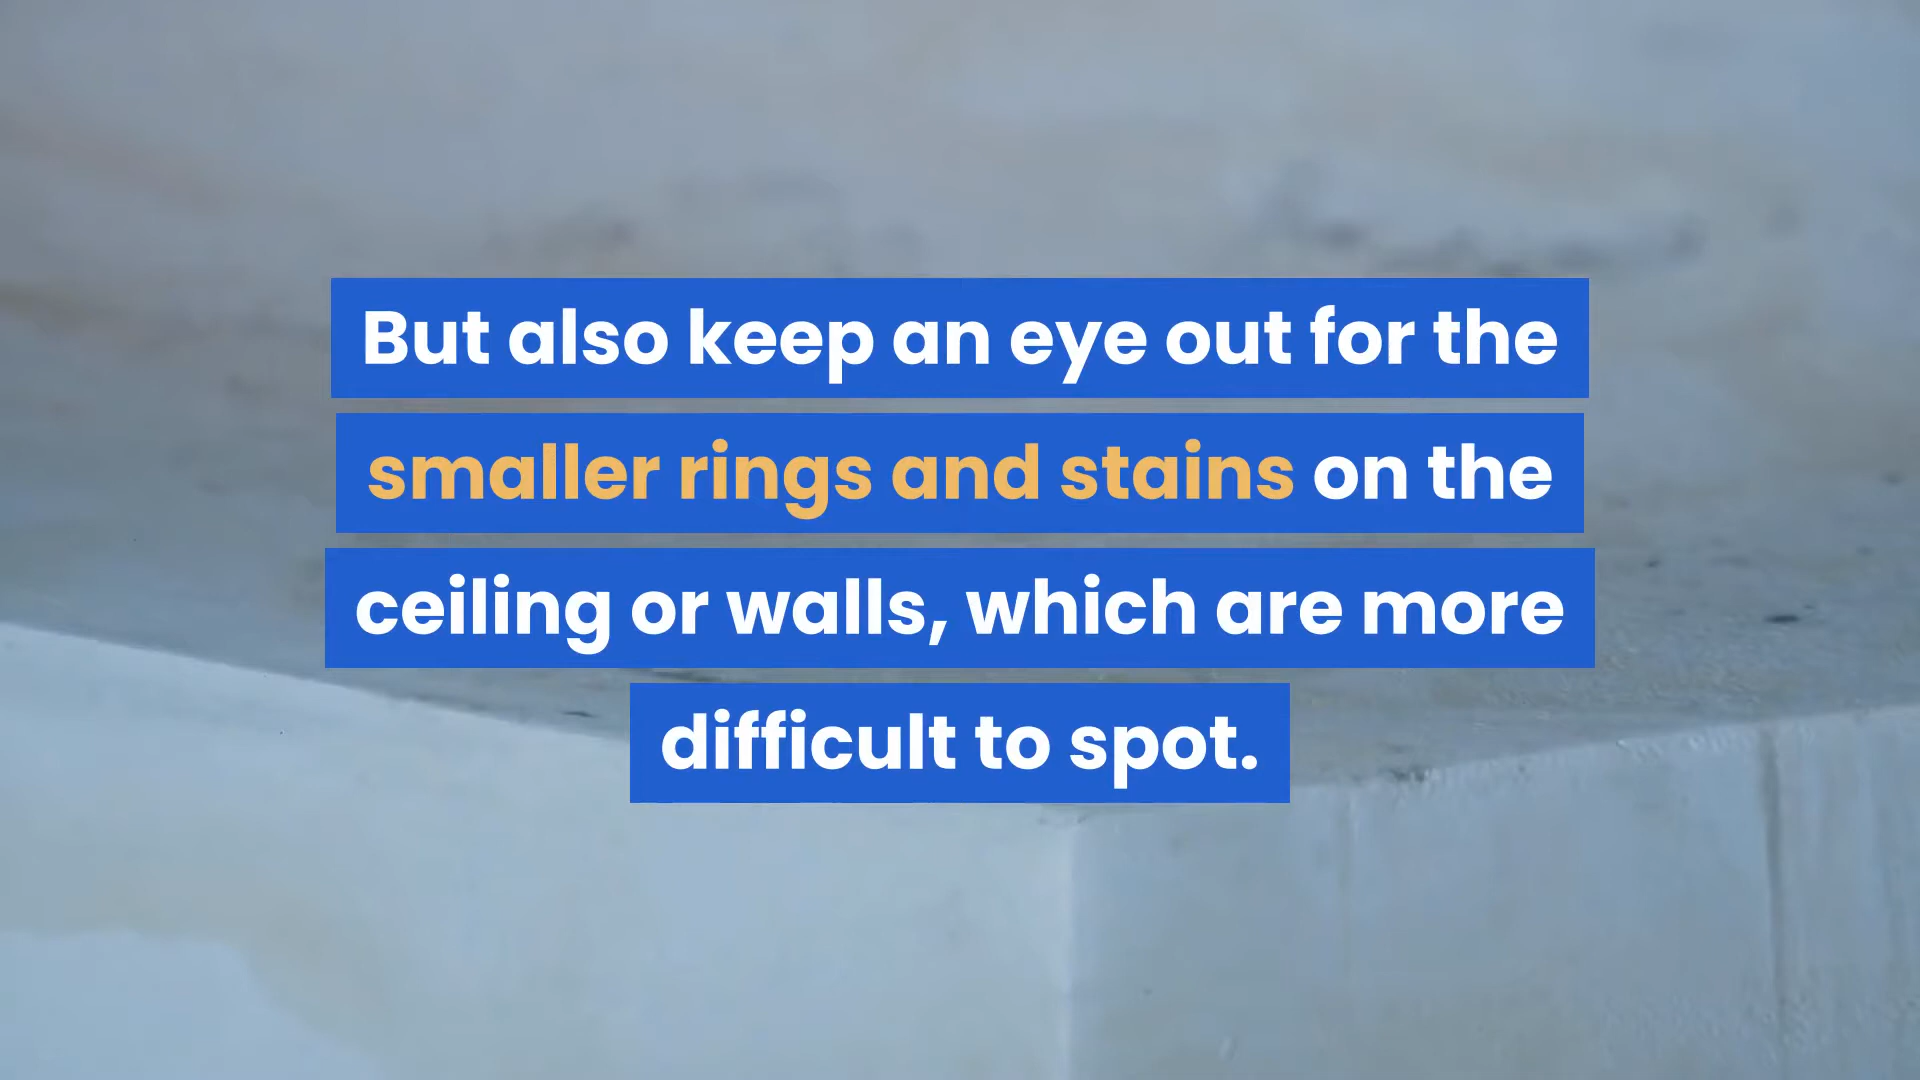 But also keep an eye out for the
smaller rings and stains on the
ceiling or walls, which are more
difficult to spot.